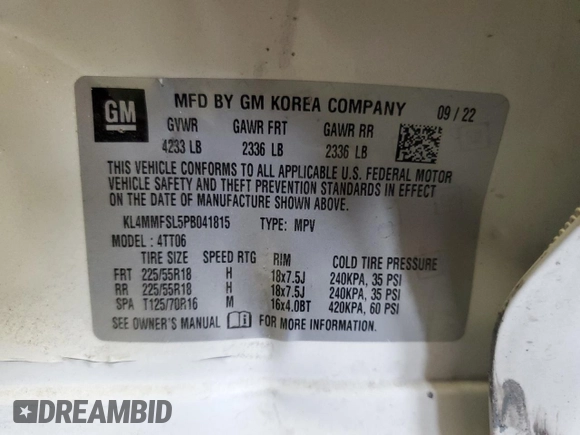 GM
MFD BY GM KOREA COMPANY
09 / 22
GVWR GAWR FRT GAWR RR
4233 LB 2336 LB 2336 LB
THIS VEHICLE CONFORMS TO ALL APPLICABLE U.S. FEDERAL MOTOR
VEHICLE SAFETY AND THEFT PREVENTION STANDARDS IN EFFECT
ON THE DATE OF MANUFACTURE SHOWN ABOVE.
KL4MMFSL5PB041815 TYPE: MPV
MODEL : 4TT06
TIRE SIZE SPEED RTG RIM COLD TIRE PRESSURE
FRT 225/55R18 H 18x7.5J 240KPA, 35 PSI
RR 225/55R18 H 18x7.5J 240KPA, 35 PSI
SPA T125/70R16 M 16x4.0BT 420KPA, 60 PSI
SEE OWNER'S MANUAL FOR MORE INFORMATION.
DREAMBID